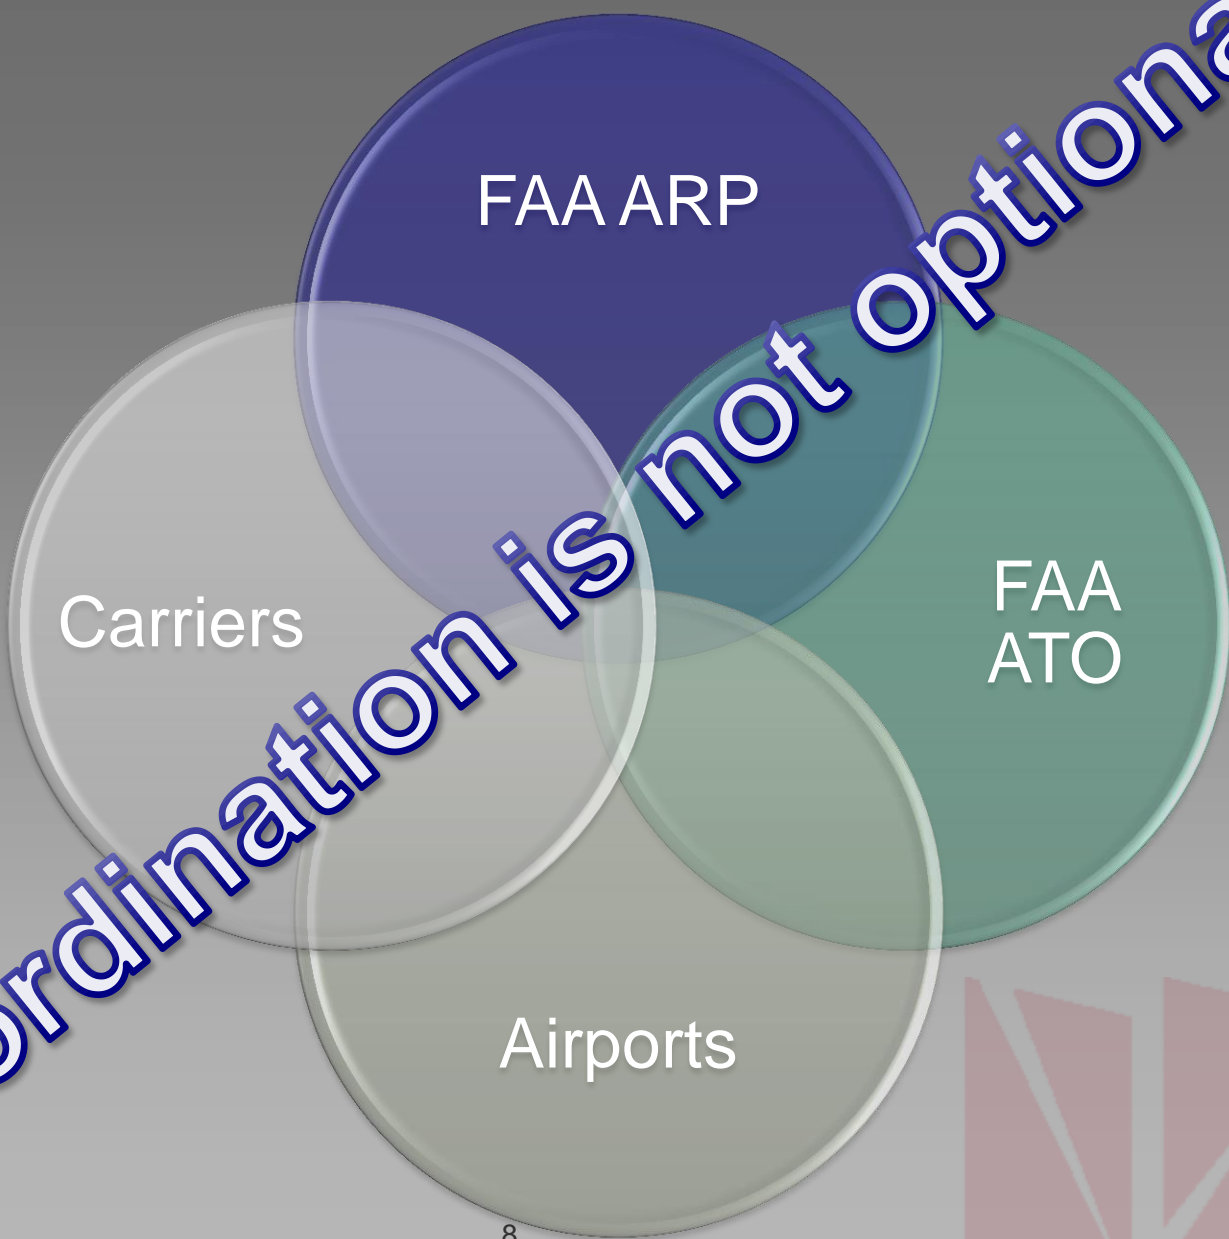 FAA ARP
Carriers
FAA
ATO
Airports
ordination is not optiona
8